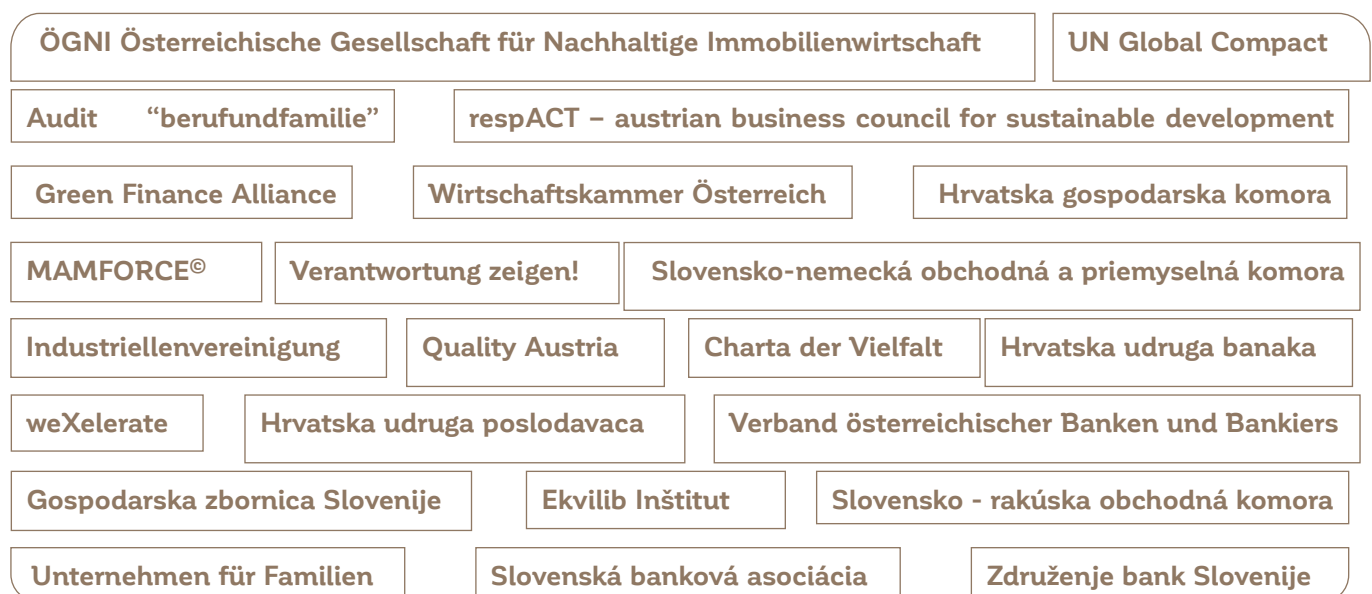 ÖGNI Österreichische Gesellschaft für Nachhaltige Immobilienwirtschaft
UN Global Compact
Audit “berufundfamilie”
respACT – austrian business council for sustainable development
Green Finance Alliance
Wirtschaftskammer Österreich
Hrvatska gospodarska komora
MAMFORCE©
Verantwortung zeigen!
Slovensko-nemecká obchodná a priemyselná komora
Industriellenvereinigung
Quality Austria
Charta der Vielfalt
Hrvatska udruga banaka
weXelerate
Hrvatska udruga poslodavaca
Verband österreichischer Banken und Bankiers
Gospodarska zbornica Slovenije
Ekvilib Inštitut
Slovensko - rakúska obchodná komora
Unternehmen für Familien
Slovenská banková asociácia
Združenje bank Slovenije